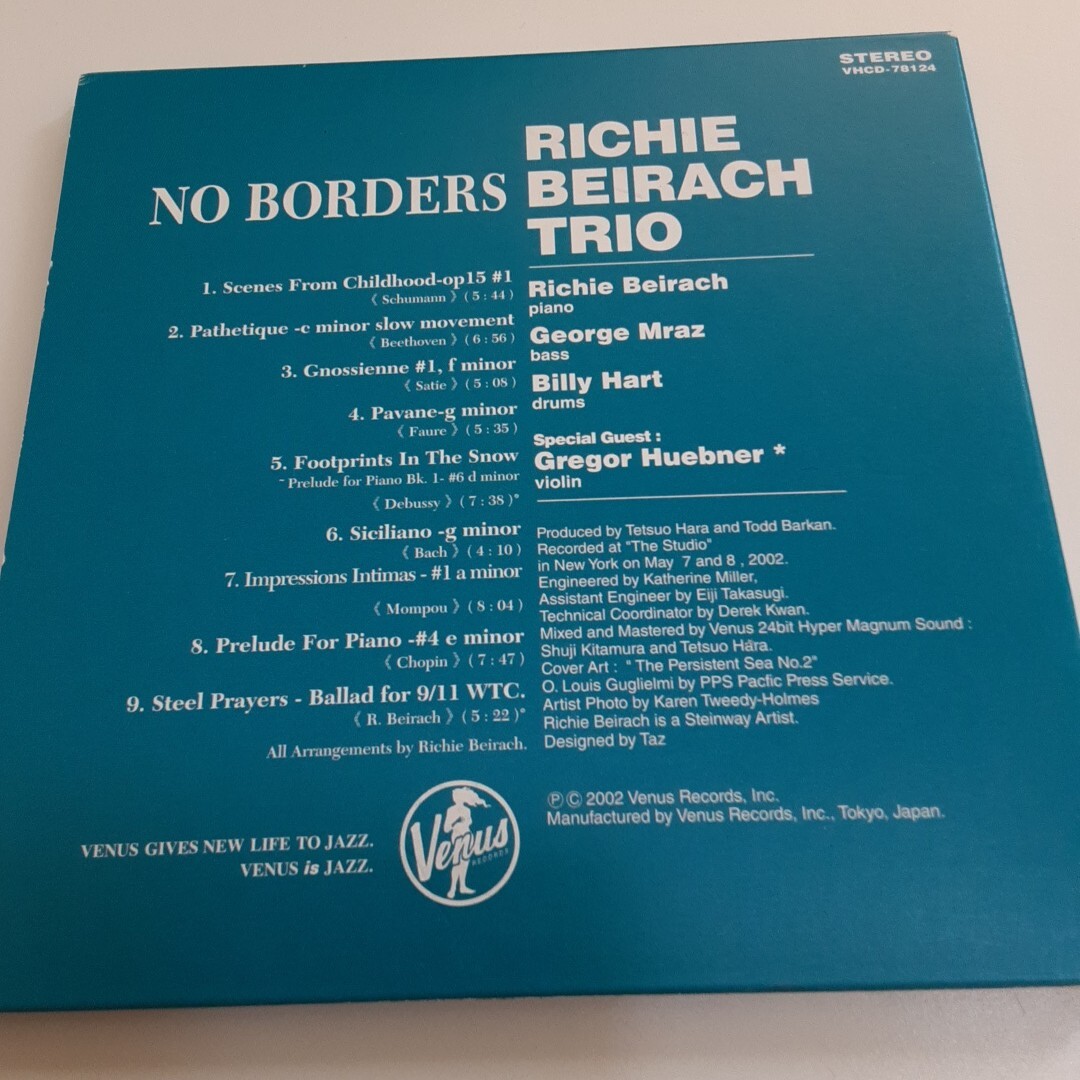 STEREO
VHCD-78124
NO BORDERS
RICHIE
BEIRACH
TRIO
1. Scenes From Childhood-op15 #1
《 Schumann 》( 5 : 44 )
2. Pathetique -c minor slow movement
《 Beethoven 》( 6 : 56 )
3. Gnossienne #1, f minor
《 Satie 》( 5 : 08 )
4. Pavane-g minor
《 Faure 》( 5 : 35 )
5. Footprints In The Snow
~ Prelude for Piano Bk. 1- #6 d minor
《 Debussy 》( 7 : 38 )*
6. Siciliano -g minor
《 Bach 》( 4 : 10 )
7. Impressions Intimas - #1 a minor
《 Mompou 》( 8 : 04 )
8. Prelude For Piano -#4 e minor
《 Chopin 》( 7 : 47 )
9. Steel Prayers - Ballad for 9/11 WTC.
《 R. Beirach 》( 5 : 22 )*
All Arrangements by Richie Beirach.
Richie Beirach
piano
George Mraz
bass
Billy Hart
drums
Special Guest :
Gregor Huebner *
violin
Produced by Tetsuo Hara and Todd Barkan.
Recorded at "The Studio"
in New York on May 7 and 8 , 2002.
Engineered by Katherine Miller,
Assistant Engineer by Eiji Takasugi.
Technical Coordinator by Derek Kwan.
Mixed and Mastered by Venus 24bit Hyper Magnum Sound :
Shuji Kitamura and Tetsuo Hara.
Cover Art : " The Persistent Sea No.2"
O. Louis Guglielmi by PPS Pacfic Press Service.
Artist Photo by Karen Tweedy-Holmes
Richie Beirach is a Steinway Artist.
Designed by Taz
Ⓟ Ⓒ 2002 Venus Records, Inc.
Manufactured by Venus Records, Inc., Tokyo, Japan.
VENUS GIVES NEW LIFE TO JAZZ.
VENUS is JAZZ.
Venus
RECORDS